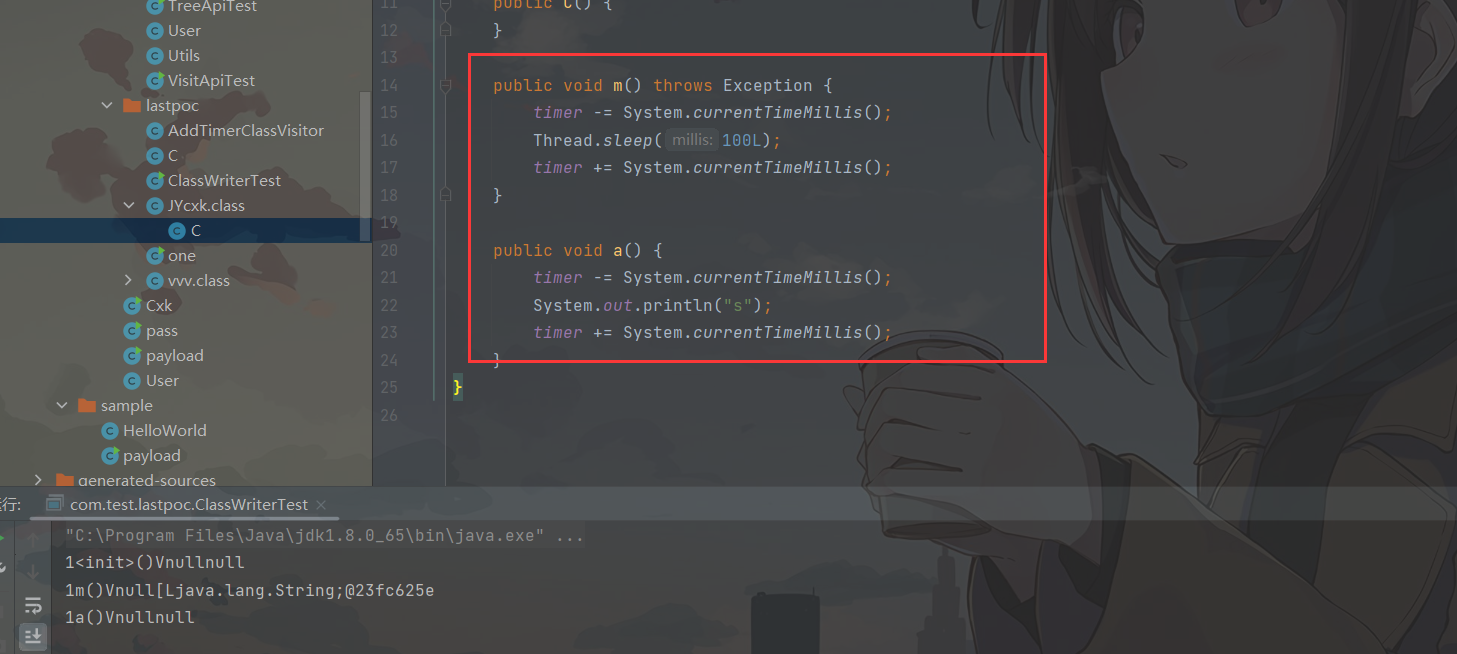 TreeApiTest
User
Utils
VisitApiTest
lastpoc
AddTimerClassVisitor
C
ClassWriterTest
JYcxk.class
C
one
vvv.class
Cxk
pass
payload
User
sample
HelloWorld
payload
generated-sources
11 public C() {
12 }
13
14 public void m() throws Exception {
15 timer -= System.currentTimeMillis();
16 Thread.sleep( millis: 100L);
17 timer += System.currentTimeMillis();
18 }
19
20 public void a() {
21 timer -= System.currentTimeMillis();
22 System.out.println("s");
23 timer += System.currentTimeMillis();
24 }
25 }
26
行: com.test.lastpoc.ClassWriterTest
"C:\Program Files\Java\jdk1.8.0_65\bin\java.exe" ...
1<init>()Vnullnull
1m()Vnull[Ljava.lang.String;@23fc625e
1a()Vnullnull